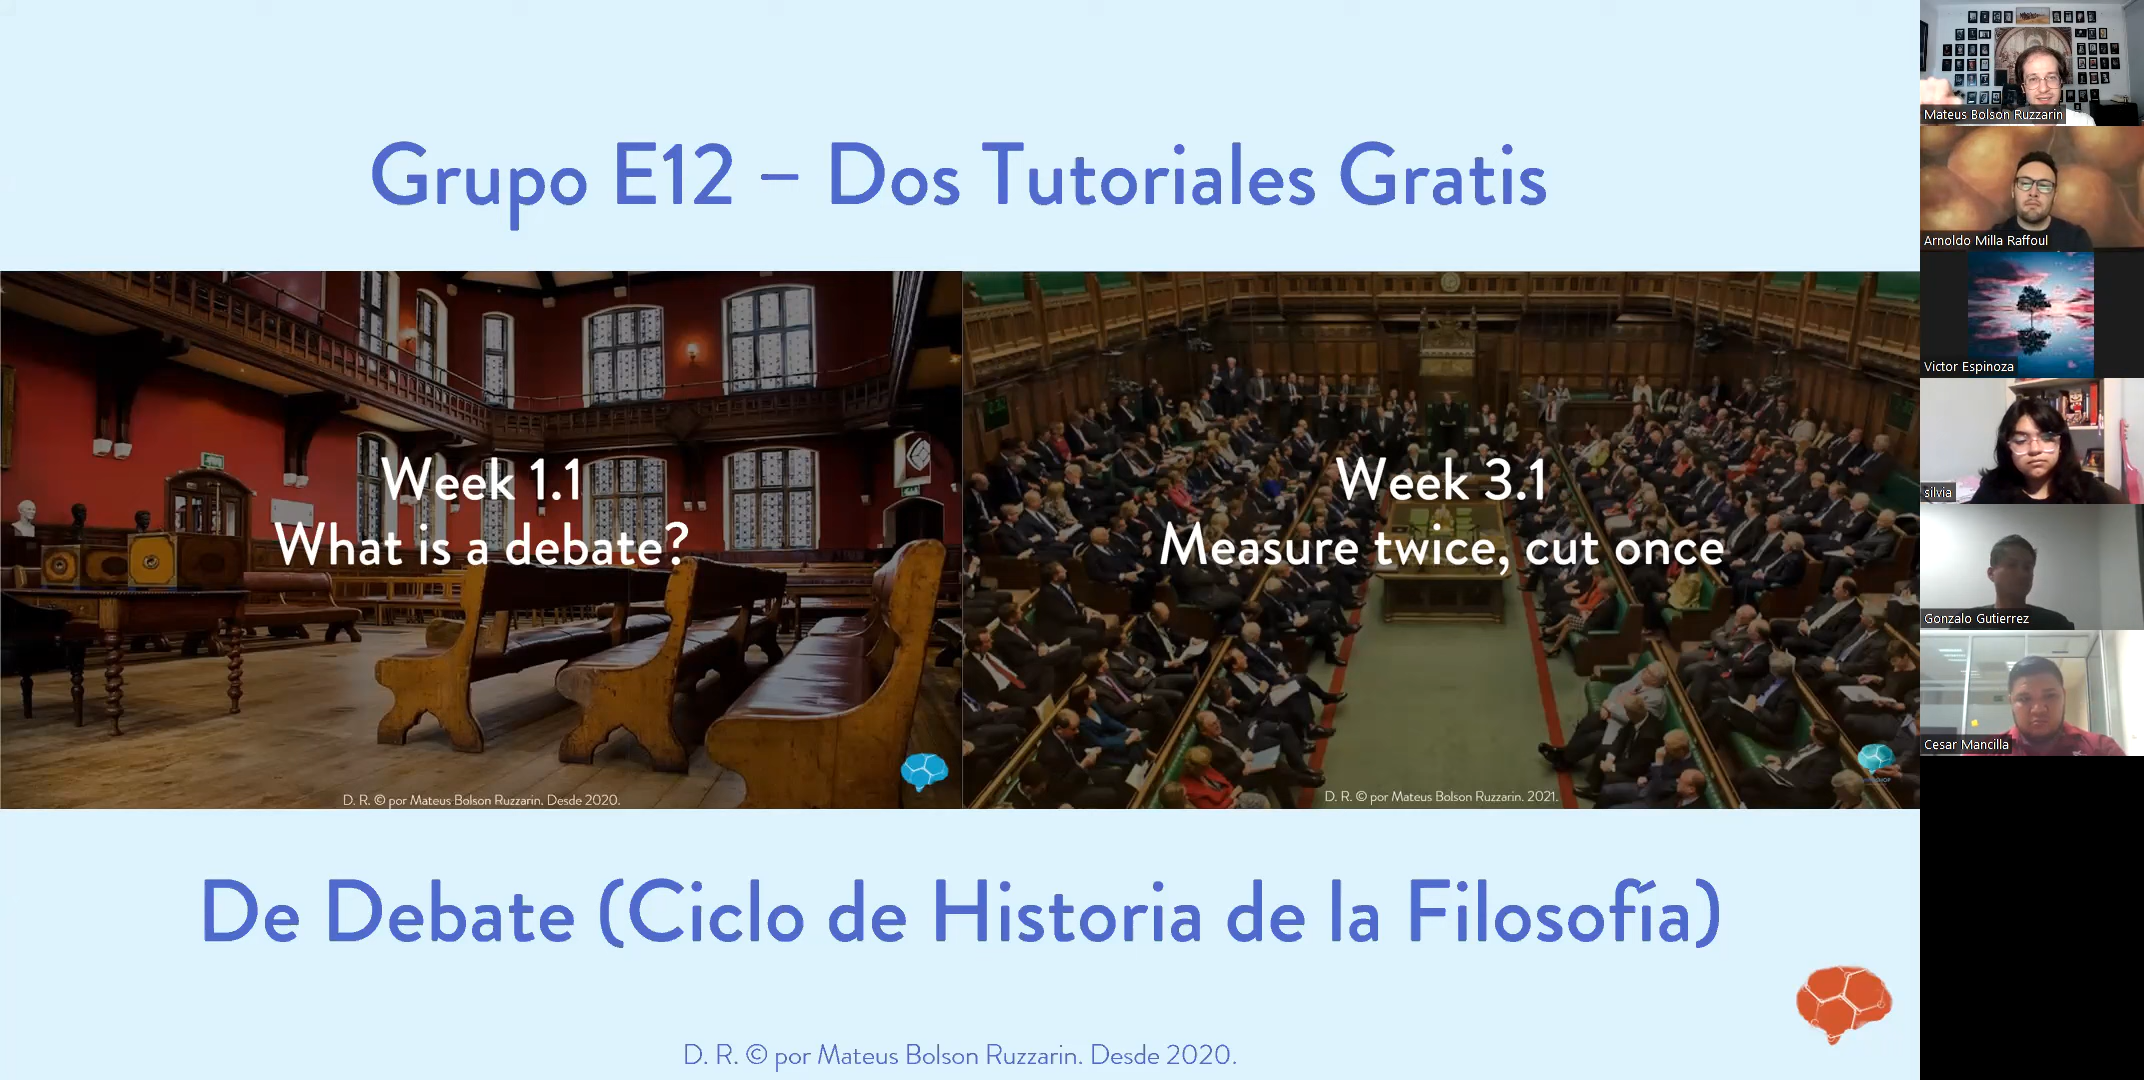 Grupo E12 – Dos Tutoriales Gratis
Week 1.1
What is a debate?
D. R. © por Mateus Bolson Ruzzarin. Desde 2020.
Week 3.1
Measure twice, cut once
D. R. © por Mateus Bolson Ruzzarin. 2021.
De Debate (Ciclo de Historia de la Filosofía)
D. R. © por Mateus Bolson Ruzzarin. Desde 2020.
Mateus Bolson Ruzzarin
Arnoldo Milla Raffoul
Victor Espinoza
silvia
Gonzalo Gutierrez
Cesar Mancilla